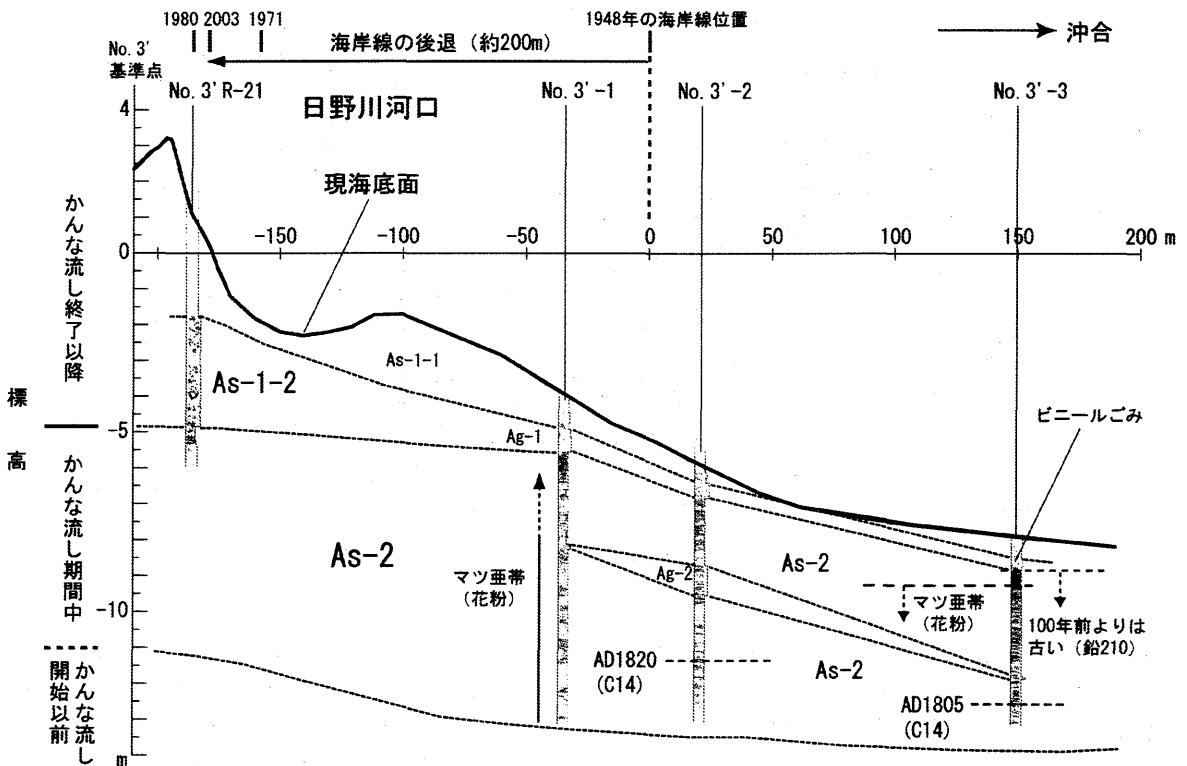 1980 2003 1971
1948年の海岸線位置
海岸線の後退（約200m）
沖合
No. 3'
基準点
No. 3' R-21
No. 3'-1
No. 3'-2
No. 3'-3
日野川河口
現海底面
4
0
-5
-10
m
-150
-100
-50
0
50
100
150
200 m
標高
かんな流し終了以降
かんな流し期間中
かんな流し
開始以前
As-1-1
As-1-2
Ag-1
As-2
Ag-2
As-2
As-2
マツ亜帯
（花粉）
AD1820
(C14)
ビニールごみ
マツ亜帯
（花粉）
100年前よりは
古い（鉛210）
AD1805
(C14)